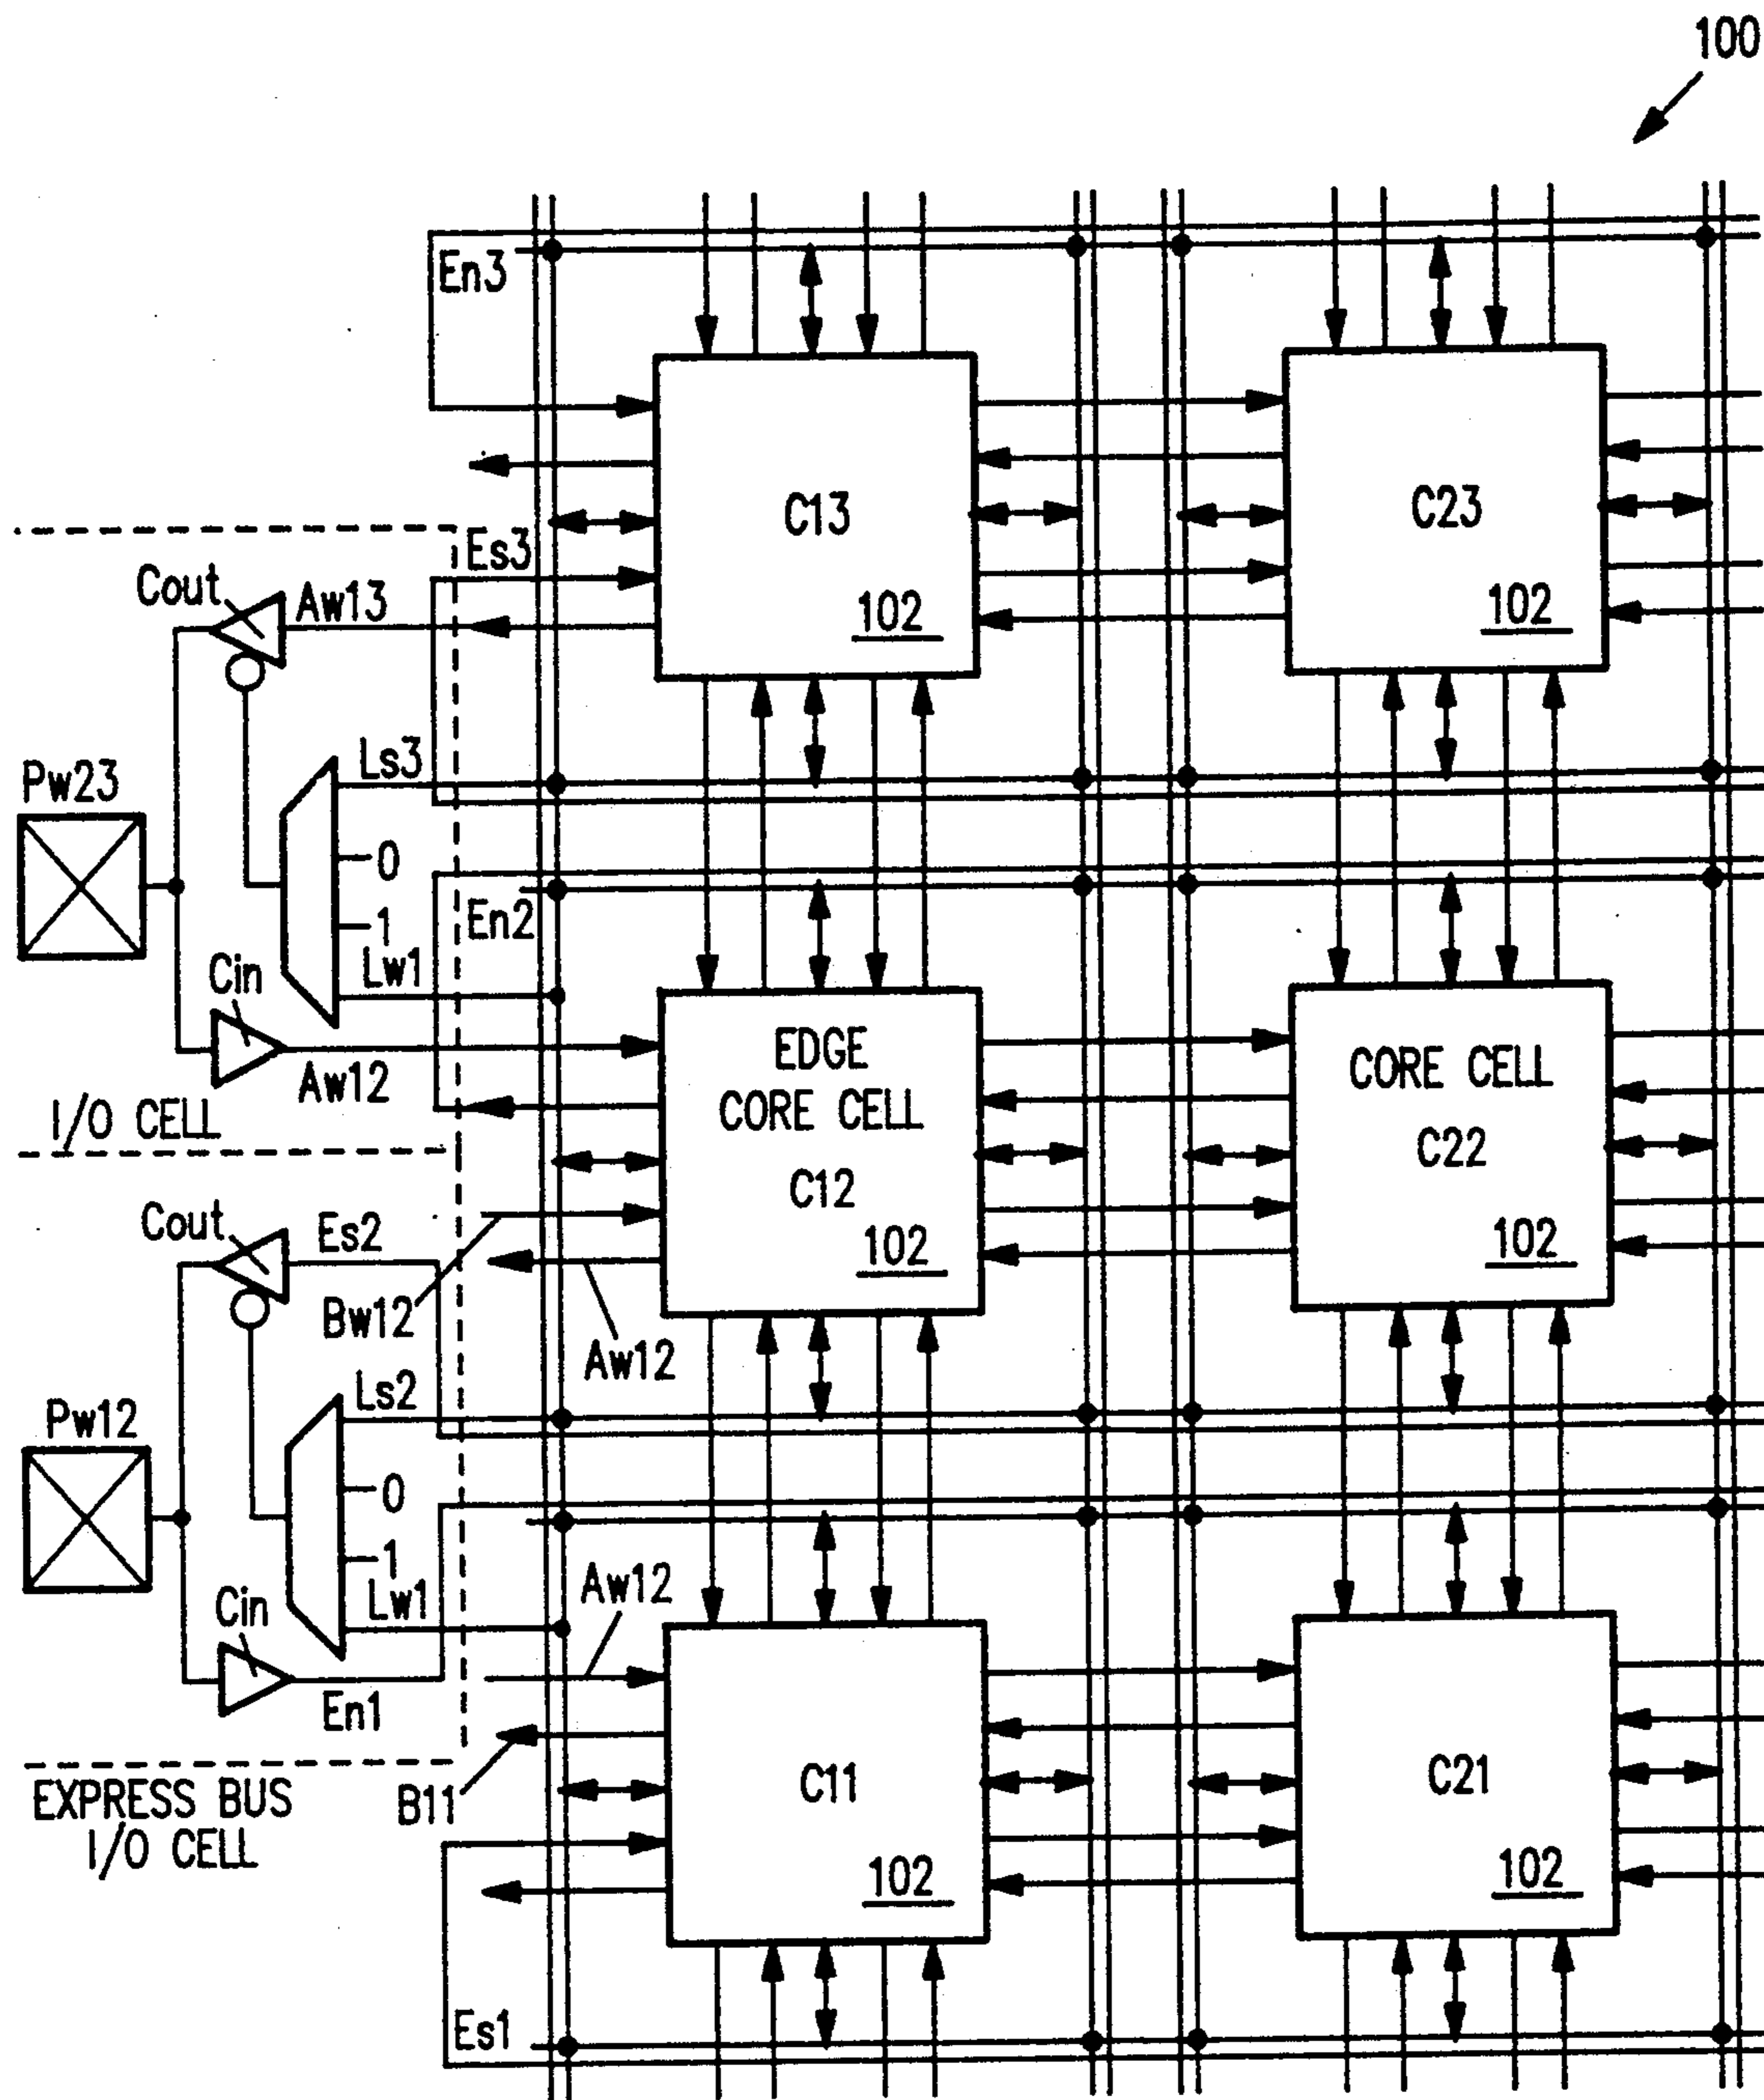 100
En3
C13
C23
Es3
Cout
Aw13
102
102
Ls3
Pw23
0
1
En2
Lw1
Cin
EDGE
CORE CELL
C12
CORE CELL
C22
Aw12
I/O CELL
Cout
Es2
102
102
Bw12
Aw12
Ls2
Pw12
0
1
Aw12
Lw1
Cin
En1
C11
C21
B11
EXPRESS BUS
I/O CELL
102
102
Es1